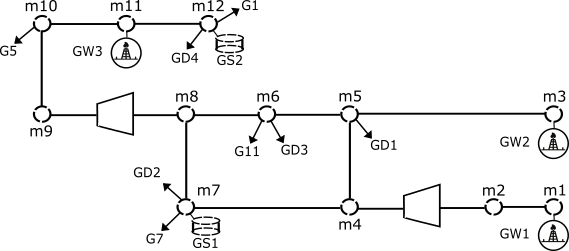 m10 m11 m12 G1
G5 GW3 GD4 GS2
m9 m8 m6 m5 m3
G11 GD3 GD1 GW2
GD2 m7 m4 m2 m1
G7 GS1 GW1